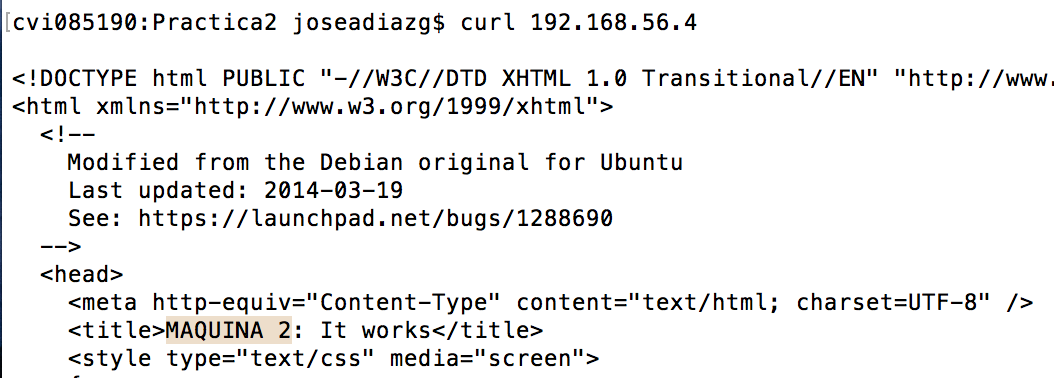 [cvi085190:Practica2 joseadiazg$ curl 192.168.56.4
<!DOCTYPE html PUBLIC "-//W3C//DTD XHTML 1.0 Transitional//EN" "http://www.
<html xmlns="http://www.w3.org/1999/xhtml">
<!--
Modified from the Debian original for Ubuntu
Last updated: 2014-03-19
See: https://launchpad.net/bugs/1288690
-->
<head>
<meta http-equiv="Content-Type" content="text/html; charset=UTF-8" />
<title>MAQUINA 2: It works</title>
<style type="text/css" media="screen">